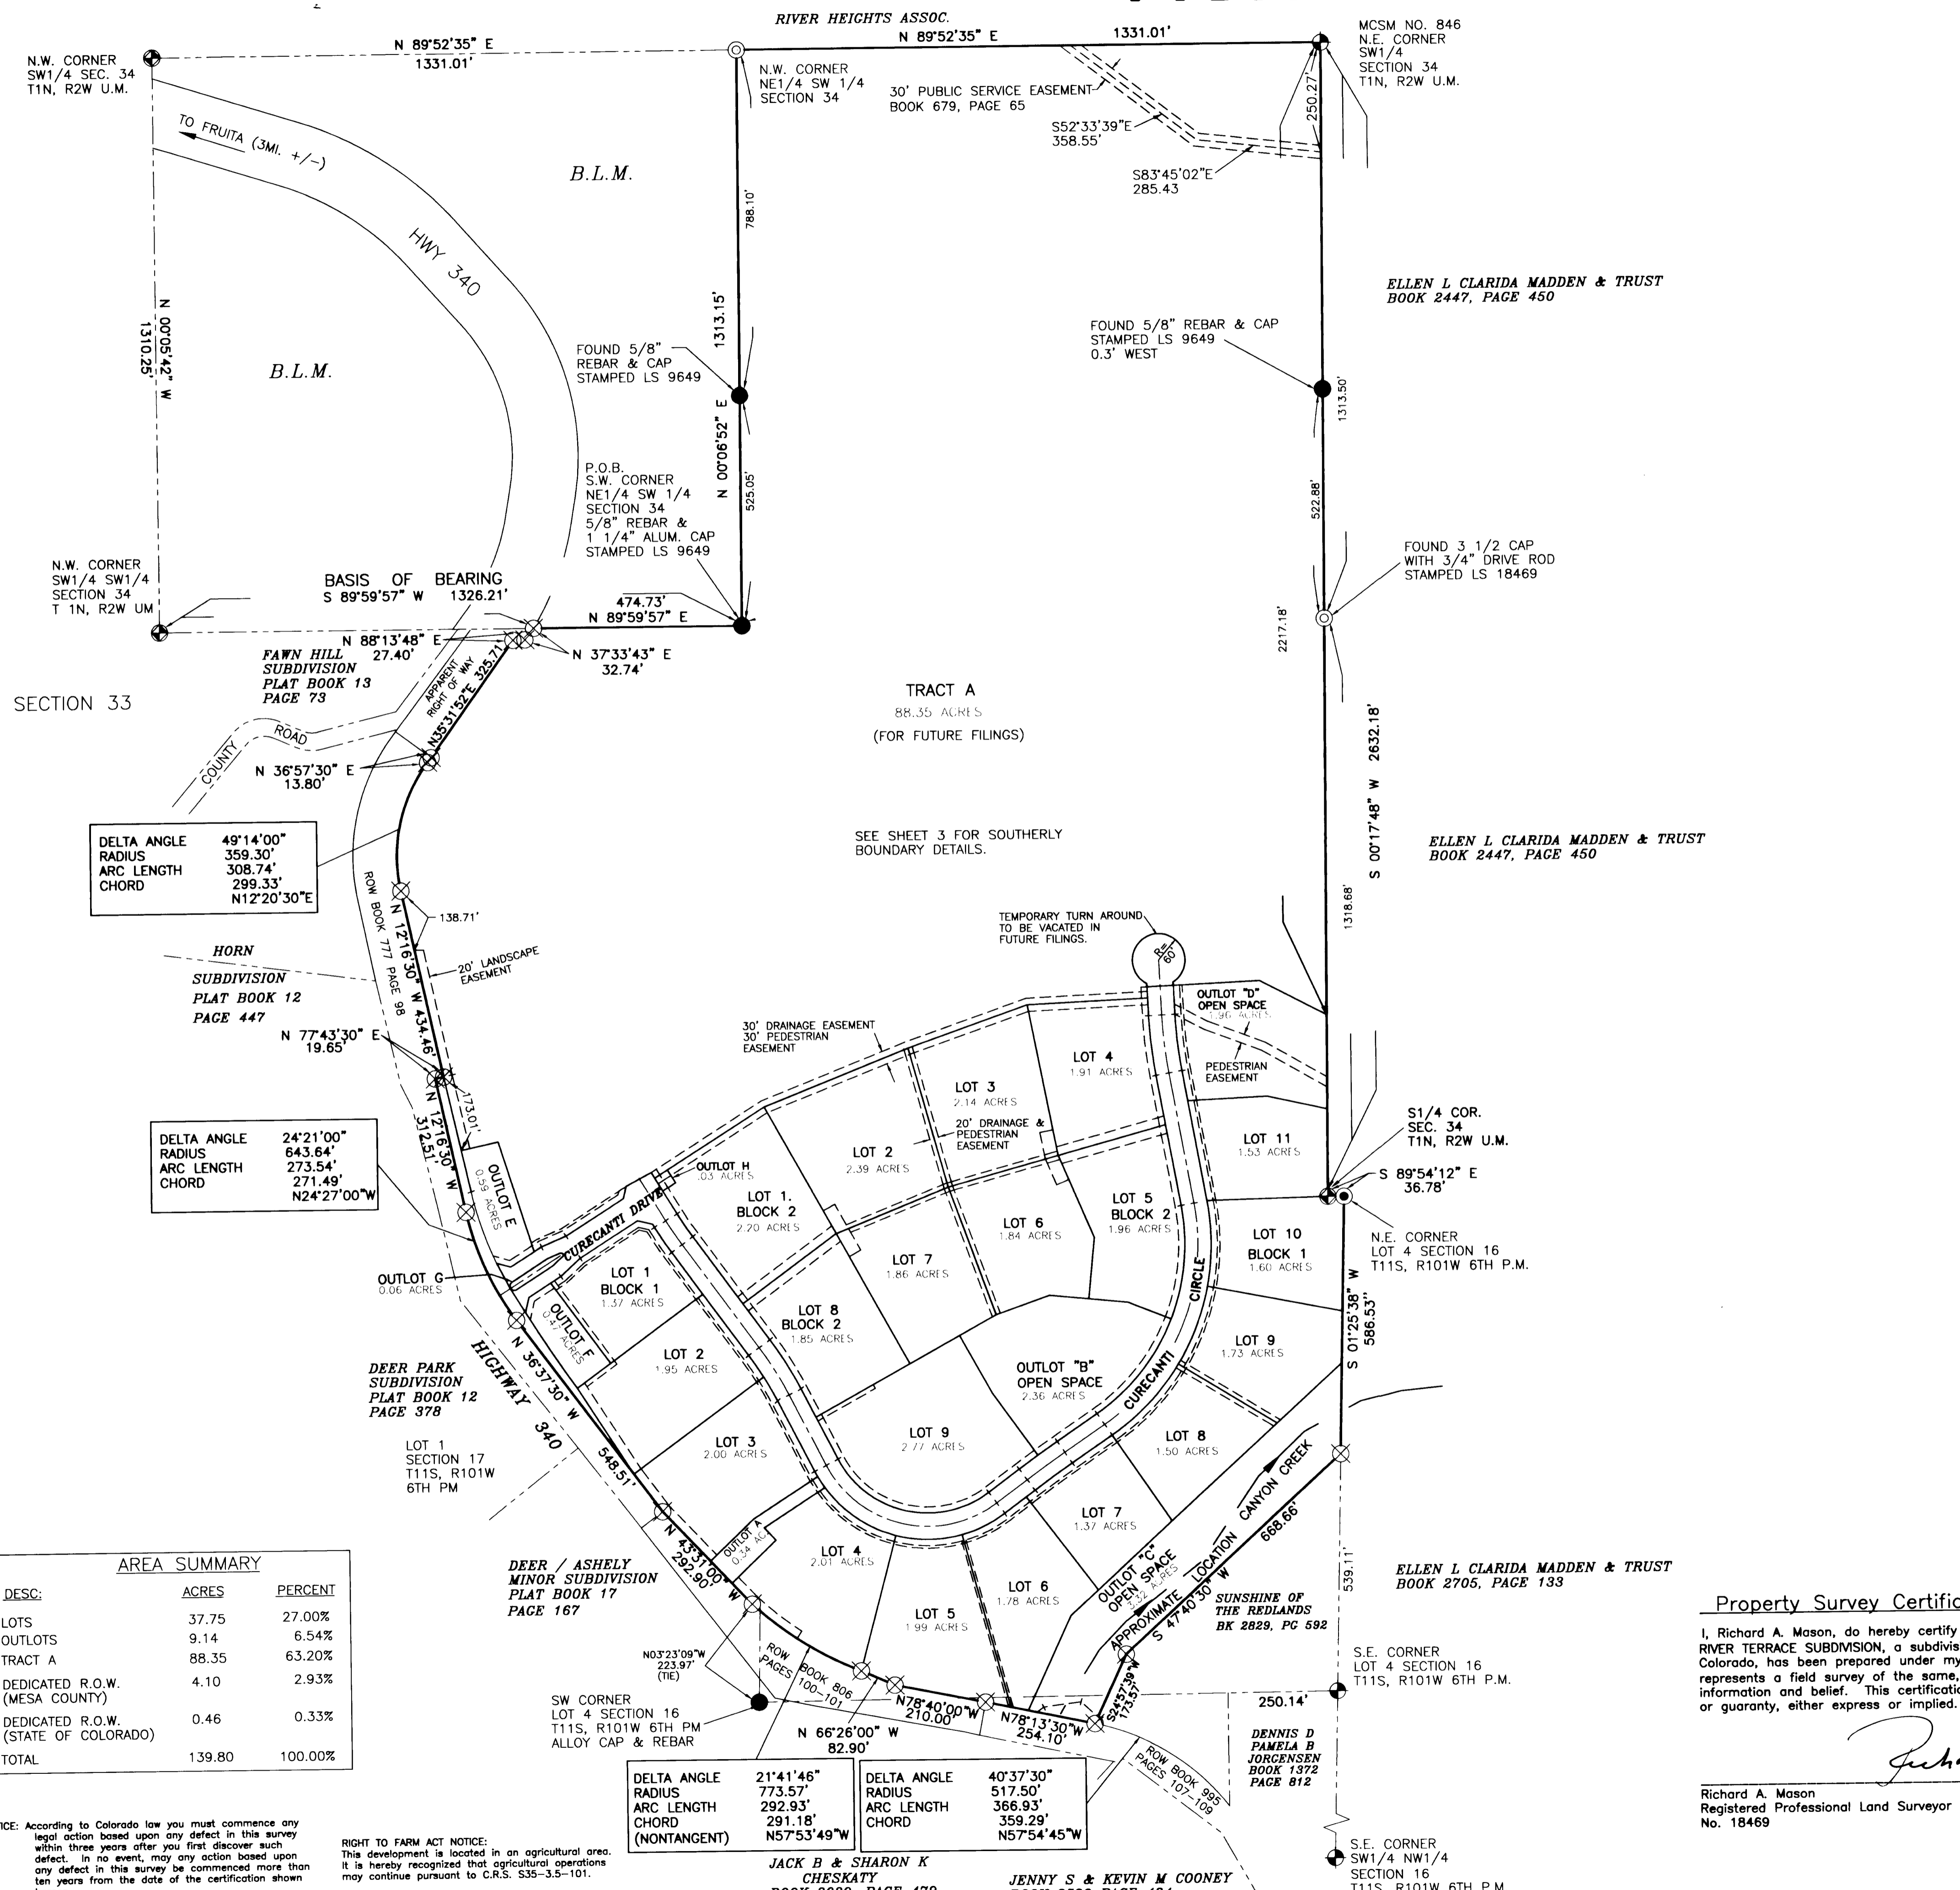 RIVER HEIGHTS ASSOC.
N 89°52'35" E
1331.01'
N 89°52'35" E
1331.01'
MCSM NO. 846
N.E. CORNER
SW1/4
SECTION 34
T1N, R2W U.M.
N.W. CORNER
SW1/4 SEC. 34
T1N, R2W U.M.
N.W. CORNER
NE1/4 SW 1/4
SECTION 34
30' PUBLIC SERVICE EASEMENT
BOOK 679, PAGE 65
250.27'
S52°33'39"E
358.55'
S83°45'02"E
285.43
TO FRUITA (3MI. +/-)
B.L.M.
788.10'
HWY 340
ELLEN L CLARIDA MADDEN & TRUST
BOOK 2447, PAGE 450
N 00°05'42" W
1310.25'
B.L.M.
1313.15'
FOUND 5/8"
REBAR & CAP
STAMPED LS 9649
FOUND 5/8" REBAR & CAP
STAMPED LS 9649
0.3' WEST
1313.50'
N 00°06'52" E
525.05'
522.88'
P.O.B.
S.W. CORNER
NE1/4 SW 1/4
SECTION 34
5/8" REBAR &
1 1/4" ALUM. CAP
STAMPED LS 9649
FOUND 3 1/2 CAP
WITH 3/4" DRIVE ROD
STAMPED LS 18469
N.W. CORNER
SW1/4 SW1/4
SECTION 34
T 1N, R2W UM
BASIS OF BEARING
S 89°59'57" W 1326.21'
474.73'
N 89°59'57" E
2217.18'
N 88°13'48" E
27.40'
N 37°33'43" E
32.74'
FAWN HILL
SUBDIVISION
PLAT BOOK 13
PAGE 73
APPARENT
RIGHT OF WAY
N35°31'52"E 325.71'
SECTION 33
TRACT A
88.35 ACRES
(FOR FUTURE FILINGS)
COUNTY ROAD
N 36°57'30" E
13.80'
S 00°17'48" W 2632.18'
DELTA ANGLE 49°14'00"
RADIUS 359.30'
ARC LENGTH 308.74'
CHORD 299.33'
N12°20'30"E
SEE SHEET 3 FOR SOUTHERLY
BOUNDARY DETAILS.
ELLEN L CLARIDA MADDEN & TRUST
BOOK 2447, PAGE 450
ROW BOOK 777 PAGE 98
138.71'
1318.68'
N 12°16'30" W 434.46'
20' LANDSCAPE
EASEMENT
TEMPORARY TURN AROUND
TO BE VACATED IN
FUTURE FILINGS.
R=
60'
HORN
SUBDIVISION
PLAT BOOK 12
PAGE 447
OUTLOT "D"
OPEN SPACE
1.96 ACRES
30' DRAINAGE EASEMENT
30' PEDESTRIAN
EASEMENT
N 77°43'30" E
19.65'
LOT 4
1.91 ACRES
PEDESTRIAN
EASEMENT
LOT 3
2.14 ACRES
20' DRAINAGE &
PEDESTRIAN
EASEMENT
173.01'
N 12°16'30" W
312.51'
S1/4 COR.
SEC. 34
T1N, R2W U.M.
DELTA ANGLE 24°21'00"
RADIUS 643.64'
ARC LENGTH 273.54'
CHORD 271.49'
N24°27'00"W
LOT 11
1.53 ACRES
LOT 2
2.39 ACRES
OUTLOT H
.03 ACRES
S 89°54'12" E
36.78'
OUTLOT E
0.59 ACRES
LOT 1.
BLOCK 2
2.20 ACRES
LOT 5
BLOCK 2
1.96 ACRES
LOT 6
1.84 ACRES
CURECANTI DRIVE
LOT 10
BLOCK 1
1.60 ACRES
N.E. CORNER
LOT 4 SECTION 16
T11S, R101W 6TH P.M.
LOT 7
1.86 ACRES
OUTLOT G
0.06 ACRES
LOT 1
BLOCK 1
1.37 ACRES
CURECANTI CIRCLE
LOT 8
BLOCK 2
1.85 ACRES
S 01°25'38" W
586.53"
OUTLOT F
0.47 ACRES
LOT 9
1.73 ACRES
LOT 2
1.95 ACRES
N 36°37'30" W
548.51'
HIGHWAY 340
DEER PARK
SUBDIVISION
PLAT BOOK 12
PAGE 378
OUTLOT "B"
OPEN SPACE
2.36 ACRES
LOT 1
SECTION 17
T11S, R101W
6TH PM
LOT 3
2.00 ACRES
LOT 9
2.77 ACRES
LOT 8
1.50 ACRES
LOT 7
1.37 ACRES
APPROXIMATE LOCATION CANYON CREEK
668.66'
S 47°40'30" W
OUTLOT A
0.34 AC
N 43°31'00" W
292.90'
LOT 4
2.01 ACRES
OUTLOT "C"
OPEN SPACE
3.32 ACRES
539.11'
ELLEN L CLARIDA MADDEN & TRUST
BOOK 2705, PAGE 133
DEER / ASHELY
MINOR SUBDIVISION
PLAT BOOK 17
PAGE 167
LOT 6
1.78 ACRES
LOT 5
1.99 ACRES
SUNSHINE OF
THE REDLANDS
BK 2829, PG 592
AREA SUMMARY
DESC: ACRES PERCENT
LOTS 37.75 27.00%
OUTLOTS 9.14 6.54%
TRACT A 88.35 63.20%
DEDICATED R.O.W. 4.10 2.93%
(MESA COUNTY)
DEDICATED R.O.W. 0.46 0.33%
(STATE OF COLORADO)
TOTAL 139.80 100.00%
Property Survey Certific
I, Richard A. Mason, do hereby certify
RIVER TERRACE SUBDIVISION, a subdivis
Colorado, has been prepared under my
represents a field survey of the same,
information and belief. This certificatio
or guaranty, either express or implied.
Richard A. Mason
Registered Professional Land Surveyor
No. 18469
N03°23'09"W
223.97'
(TIE)
ROW BOOK 806
PAGES 100-101
S24°57'39"W
173.57'
S.E. CORNER
LOT 4 SECTION 16
T11S, R101W 6TH P.M.
250.14'
SW CORNER
LOT 4 SECTION 16
T11S, R101W 6TH PM
ALLOY CAP & REBAR
N78°40'00"W
210.00'
N78°13'30"W
254.10'
N 66°26'00" W
82.90'
DENNIS D
PAMELA B
JORGENSEN
BOOK 1372
PAGE 812
ROW BOOK 995
PAGES 107-109
DELTA ANGLE 21°41'46"
RADIUS 773.57'
ARC LENGTH 292.93'
CHORD 291.18'
(NONTANGENT) N57°53'49"W
DELTA ANGLE 40°37'30"
RADIUS 517.50'
ARC LENGTH 366.93'
CHORD 359.29'
N57°54'45"W
ICE: According to Colorado law you must commence any
legal action based upon any defect in this survey
within three years after you first discover such
defect. In no event, may any action based upon
any defect in this survey be commenced more than
ten years from the date of the certification shown
RIGHT TO FARM ACT NOTICE:
This development is located in an agricultural area.
It is hereby recognized that agricultural operations
may continue pursuant to C.R.S. S35-3.5-101.
JACK B & SHARON K
CHESKATY
JENNY S & KEVIN M COONEY
S.E. CORNER
SW1/4 NW1/4
SECTION 16
T11S, R101W 6TH P.M.